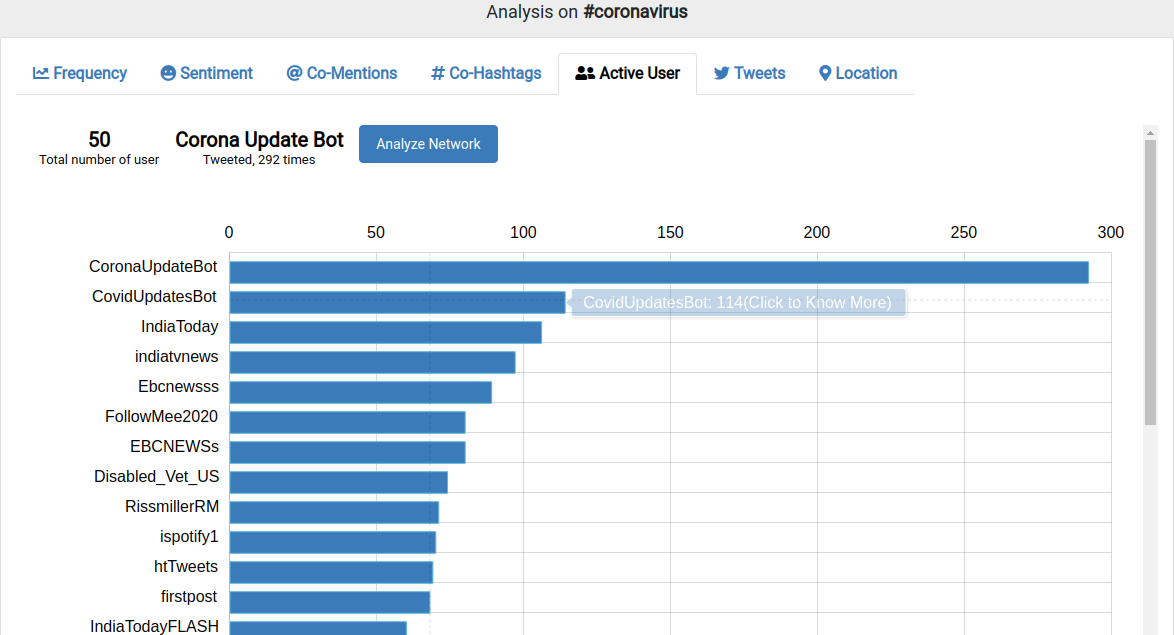 Analysis on #coronavirus
Frequency Sentiment @ Co-Mentions # Co-Hashtags Active User Tweets Location
50 Corona Update Bot Analyze Network
Total number of user Tweeted, 292 times
0 50 100 150 200 250 300
CoronaUpdateBot
CovidUpdatesBot CovidUpdatesBot: 114(Click to Know More)
IndiaToday
indiatvnews
Ebcnewsss
FollowMee2020
EBCNEWSs
Disabled_Vet_US
RissmillerRM
ispotify1
htTweets
firstpost
IndiaTodayFLASH